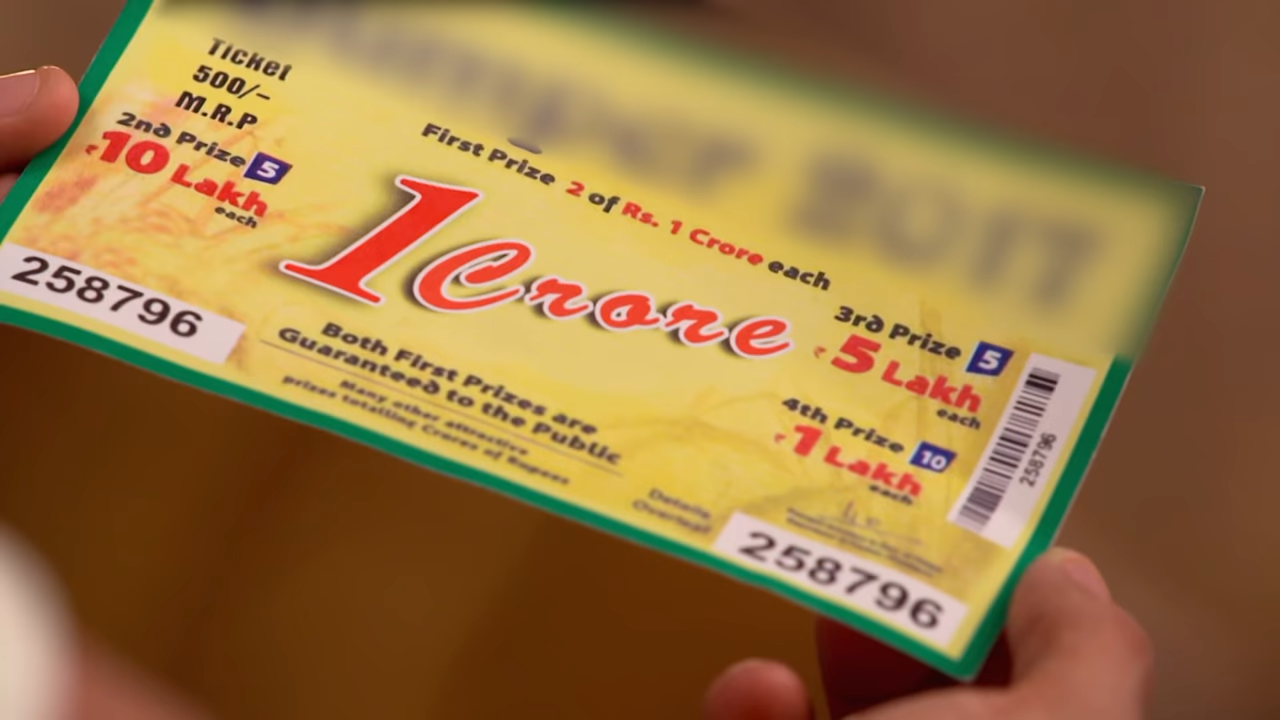 Ticket
500/-
M.R.P
2nd Prize 5
₹10 Lakh
each
First Prize 2 of Rs. 1 Crore each
1 Crore
3rd Prize 5
₹5 Lakh
each
4th Prize 10
₹1 Lakh
each
Both First Prizes are
Guaranteed to the Public
Many other attractive
prizes totalling Crores of Rupees
Details
Overleaf
258796
258796
258796